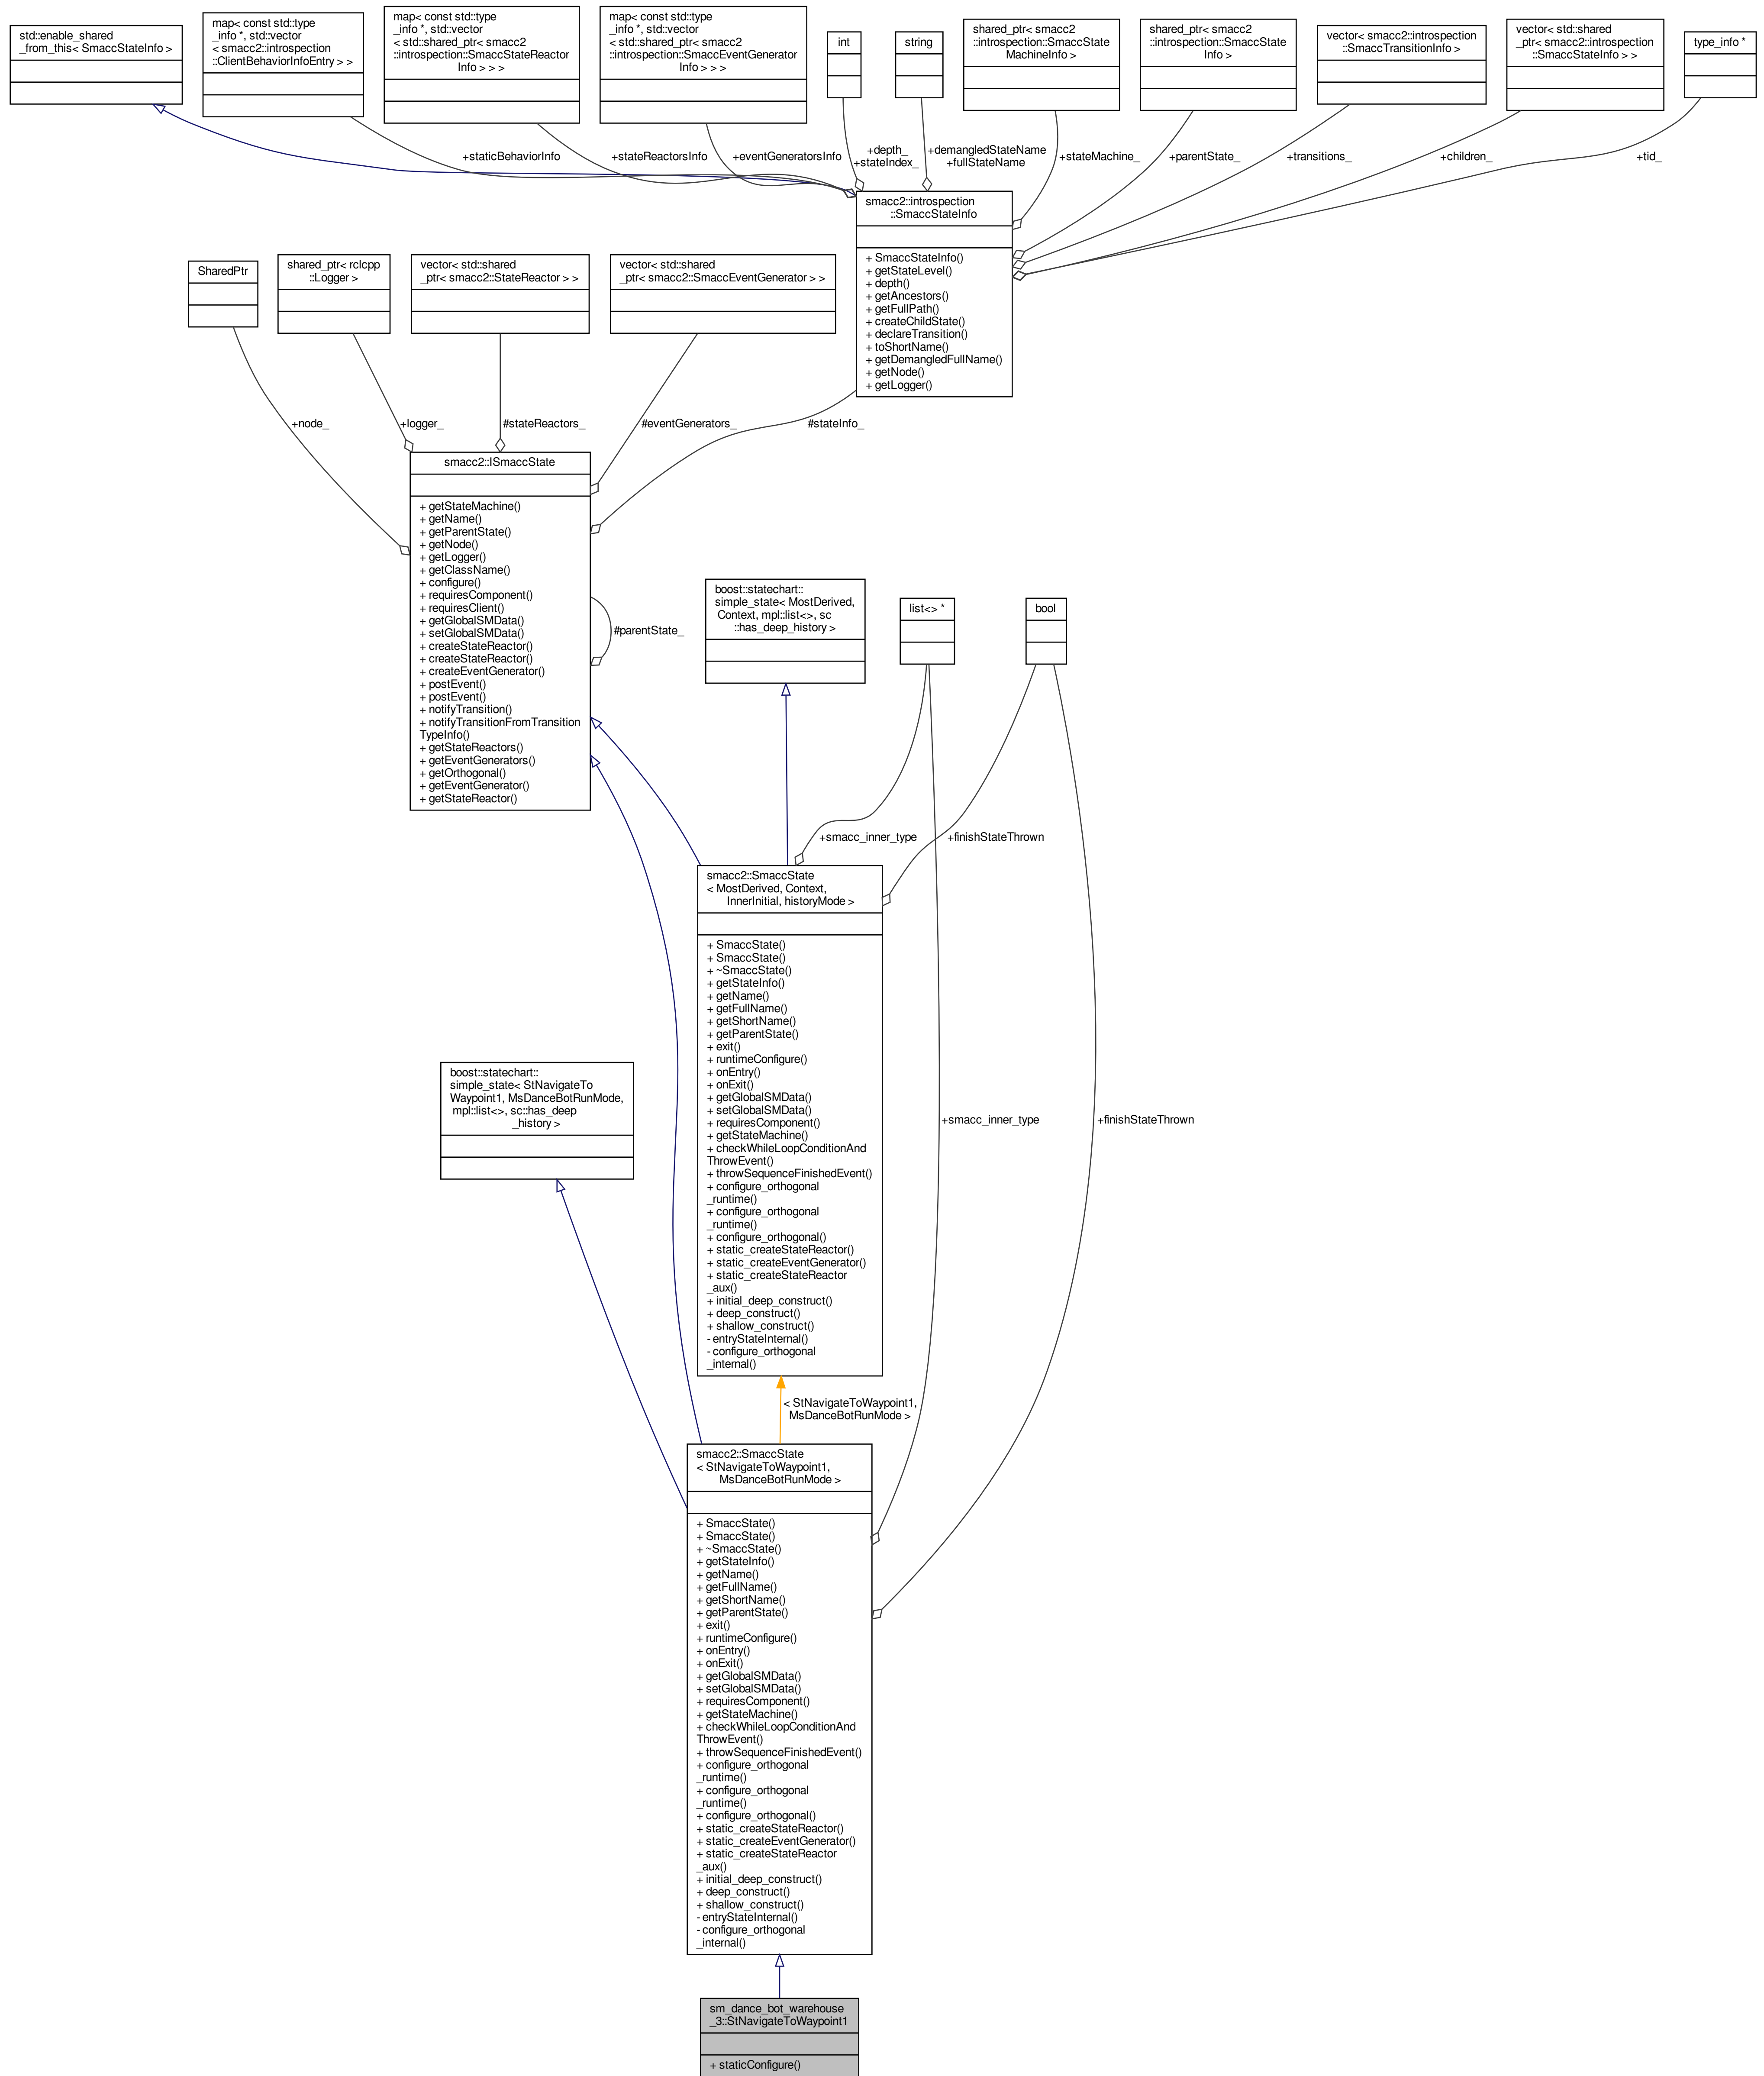 std::enable_shared
_from_this< SmaccStateInfo >
map< const std::type
_info *, std::vector
< smacc2::introspection
::ClientBehaviorInfoEntry > >
map< const std::type
_info *, std::vector
< std::shared_ptr< smacc2
::introspection::SmaccStateReactor
Info > > >
map< const std::type
_info *, std::vector
< std::shared_ptr< smacc2
::introspection::SmaccEventGenerator
Info > > >
int
string
shared_ptr< smacc2
::introspection::SmaccState
MachineInfo >
shared_ptr< smacc2
::introspection::SmaccState
Info >
vector< smacc2::introspection
::SmaccTransitionInfo >
vector< std::shared
_ptr< smacc2::introspection
::SmaccStateInfo > >
type_info *
+staticBehaviorInfo
+stateReactorsInfo
+eventGeneratorsInfo
+depth_
+stateIndex_
+demangledStateName
+fullStateName
+stateMachine_
+parentState_
+transitions_
+children_
+tid_
smacc2::introspection
::SmaccStateInfo
+ SmaccStateInfo()
+ getStateLevel()
+ depth()
+ getAncestors()
+ getFullPath()
+ createChildState()
+ declareTransition()
+ toShortName()
+ getDemangledFullName()
+ getNode()
+ getLogger()
SharedPtr
shared_ptr< rclcpp
::Logger >
vector< std::shared
_ptr< smacc2::StateReactor > >
vector< std::shared
_ptr< smacc2::SmaccEventGenerator > >
+node_
+logger_
#stateReactors_
#eventGenerators_
#stateInfo_
smacc2::ISmaccState
+ getStateMachine()
+ getName()
+ getParentState()
+ getNode()
+ getLogger()
+ getClassName()
+ configure()
+ requiresComponent()
+ requiresClient()
+ getGlobalSMData()
+ setGlobalSMData()
+ createStateReactor()
+ createStateReactor()
+ createEventGenerator()
+ postEvent()
+ postEvent()
+ notifyTransition()
+ notifyTransitionFromTransition
TypeInfo()
+ getStateReactors()
+ getEventGenerators()
+ getOrthogonal()
+ getEventGenerator()
+ getStateReactor()
#parentState_
boost::statechart::
simple_state< MostDerived,
Context, mpl::list<>, sc
::has_deep_history >
list<> *
bool
+smacc_inner_type
+finishStateThrown
smacc2::SmaccState
< MostDerived, Context,
InnerInitial, historyMode >
+ SmaccState()
+ SmaccState()
+ ~SmaccState()
+ getStateInfo()
+ getName()
+ getFullName()
+ getShortName()
+ getParentState()
+ exit()
+ runtimeConfigure()
+ onEntry()
+ onExit()
+ getGlobalSMData()
+ setGlobalSMData()
+ requiresComponent()
+ getStateMachine()
+ checkWhileLoopConditionAnd
ThrowEvent()
+ throwSequenceFinishedEvent()
+ configure_orthogonal
_runtime()
+ configure_orthogonal
_runtime()
+ configure_orthogonal()
+ static_createStateReactor()
+ static_createEventGenerator()
+ static_createStateReactor
_aux()
+ initial_deep_construct()
+ deep_construct()
+ shallow_construct()
- entryStateInternal()
- configure_orthogonal
_internal()
boost::statechart::
simple_state< StNavigateTo
Waypoint1, MsDanceBotRunMode,
mpl::list<>, sc::has_deep
_history >
+smacc_inner_type
+finishStateThrown
< StNavigateToWaypoint1,
MsDanceBotRunMode >
smacc2::SmaccState
< StNavigateToWaypoint1,
MsDanceBotRunMode >
+ SmaccState()
+ SmaccState()
+ ~SmaccState()
+ getStateInfo()
+ getName()
+ getFullName()
+ getShortName()
+ getParentState()
+ exit()
+ runtimeConfigure()
+ onEntry()
+ onExit()
+ getGlobalSMData()
+ setGlobalSMData()
+ requiresComponent()
+ getStateMachine()
+ checkWhileLoopConditionAnd
ThrowEvent()
+ throwSequenceFinishedEvent()
+ configure_orthogonal
_runtime()
+ configure_orthogonal
_runtime()
+ configure_orthogonal()
+ static_createStateReactor()
+ static_createEventGenerator()
+ static_createStateReactor
_aux()
+ initial_deep_construct()
+ deep_construct()
+ shallow_construct()
- entryStateInternal()
- configure_orthogonal
_internal()
sm_dance_bot_warehouse
_3::StNavigateToWaypoint1
+ staticConfigure()